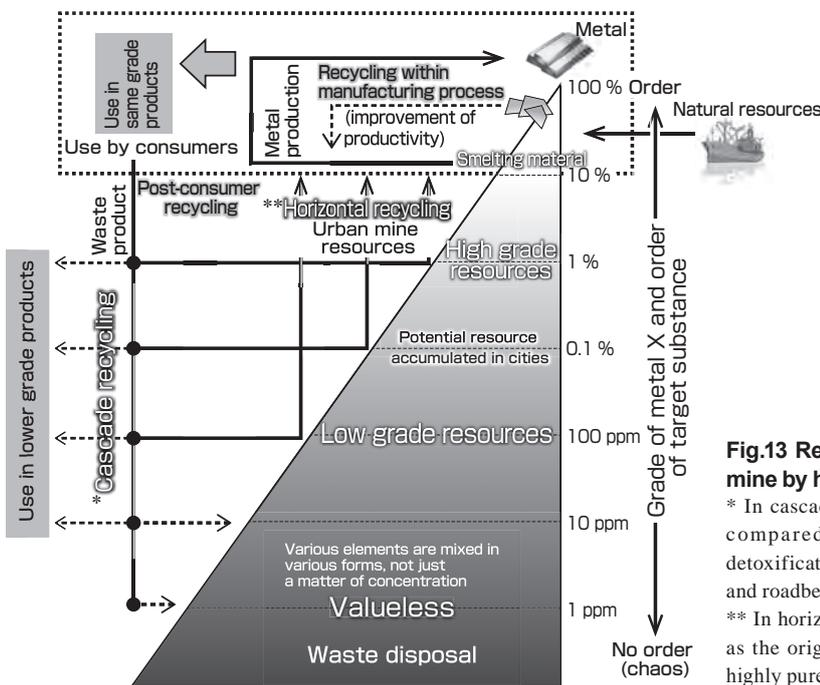 Metal
Use in
same grade
products
Metal
production
Recycling within
manufacturing process
(improvement of
productivity)
100 % Order
Natural resources
Use by consumers
Smelting material
10 %
Waste
product
Post-consumer
recycling
**Horizontal recycling
Urban mine
resources
High grade
resources
1 %
Use in lower grade products
*Cascade recycling
Potential resource
accumulated in cities
0.1 %
Grade of metal X and order
of target substance
Low grade resources
100 ppm
10 ppm
Various elements are mixed in
various forms, not just
a matter of concentration
Valueless
1 ppm
Waste disposal
No order
(chaos)
Fig.13 Re
mine by h
* In casca
compared
detoxificat
and roadbe
** In horiz
as the orig
highly pure